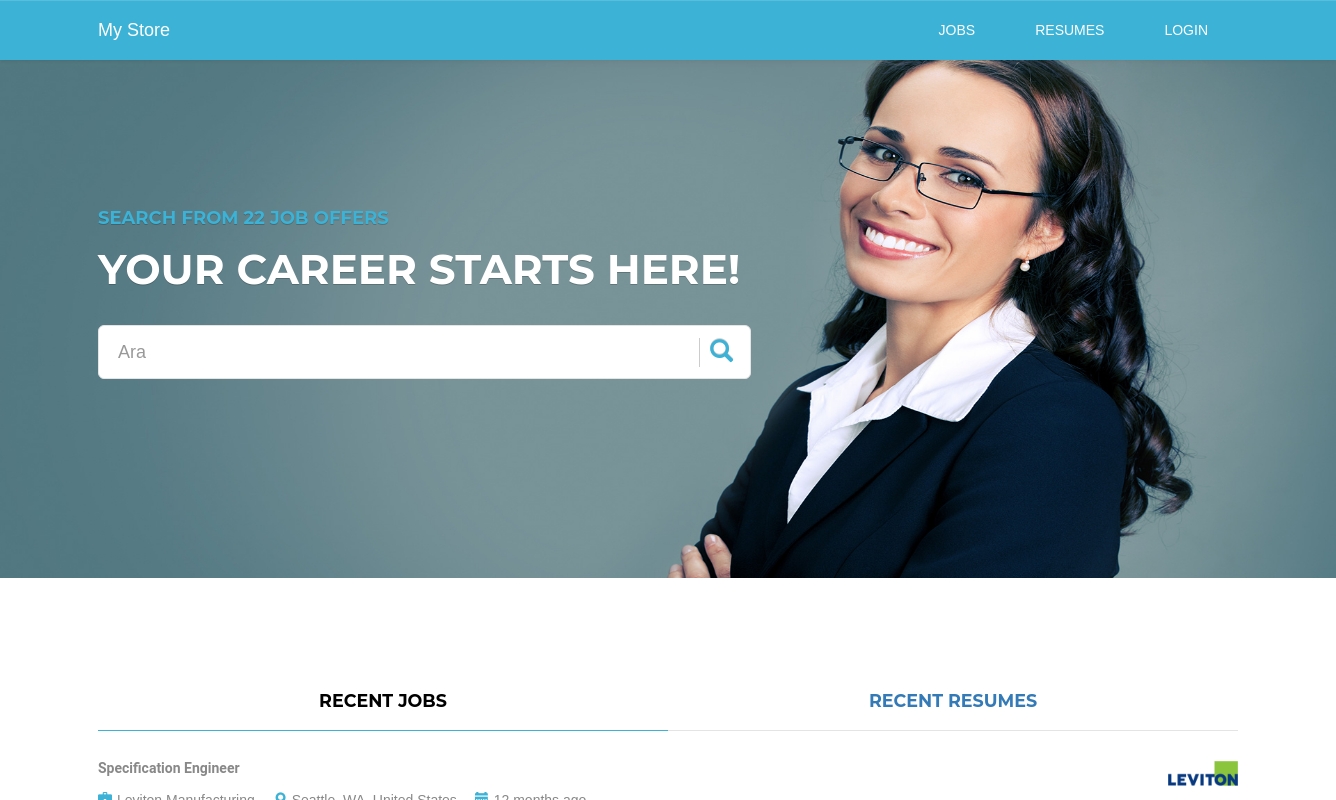 My Store
JOBS RESUMES LOGIN
SEARCH FROM 22 JOB OFFERS
YOUR CAREER STARTS HERE!
Ara
RECENT JOBS
RECENT RESUMES
Specification Engineer
LEVITON
Leviton Manufacturing Seattle, WA, United States 12 months ago